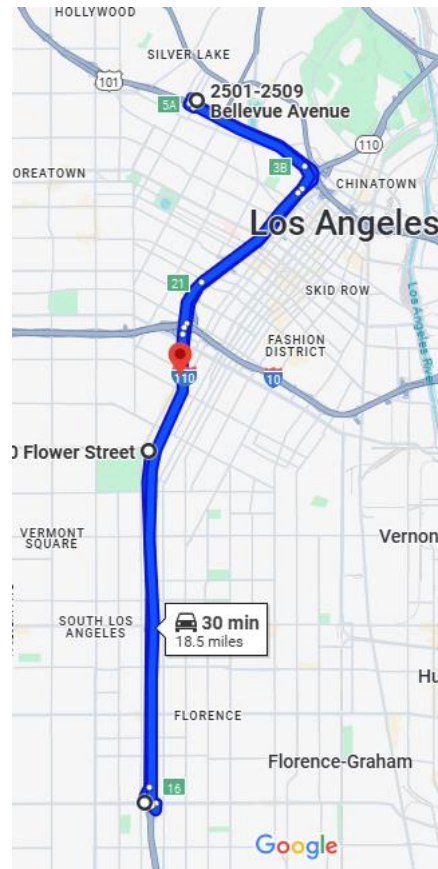 HOLLYWOOD
SILVER LAKE
101
5A
2501-2509
Bellevue Avenue
110
3B
OREATOWN
CHINATOWN
Los Angeles
21
SKID ROW
Los Angeles River
FASHION
DISTRICT
110
10
0 Flower Street
VERMONT
SQUARE
Vernon
SOUTH LOS
ANGELES
30 min
18.5 miles
Hu
FLORENCE
Florence-Graham
16
Google